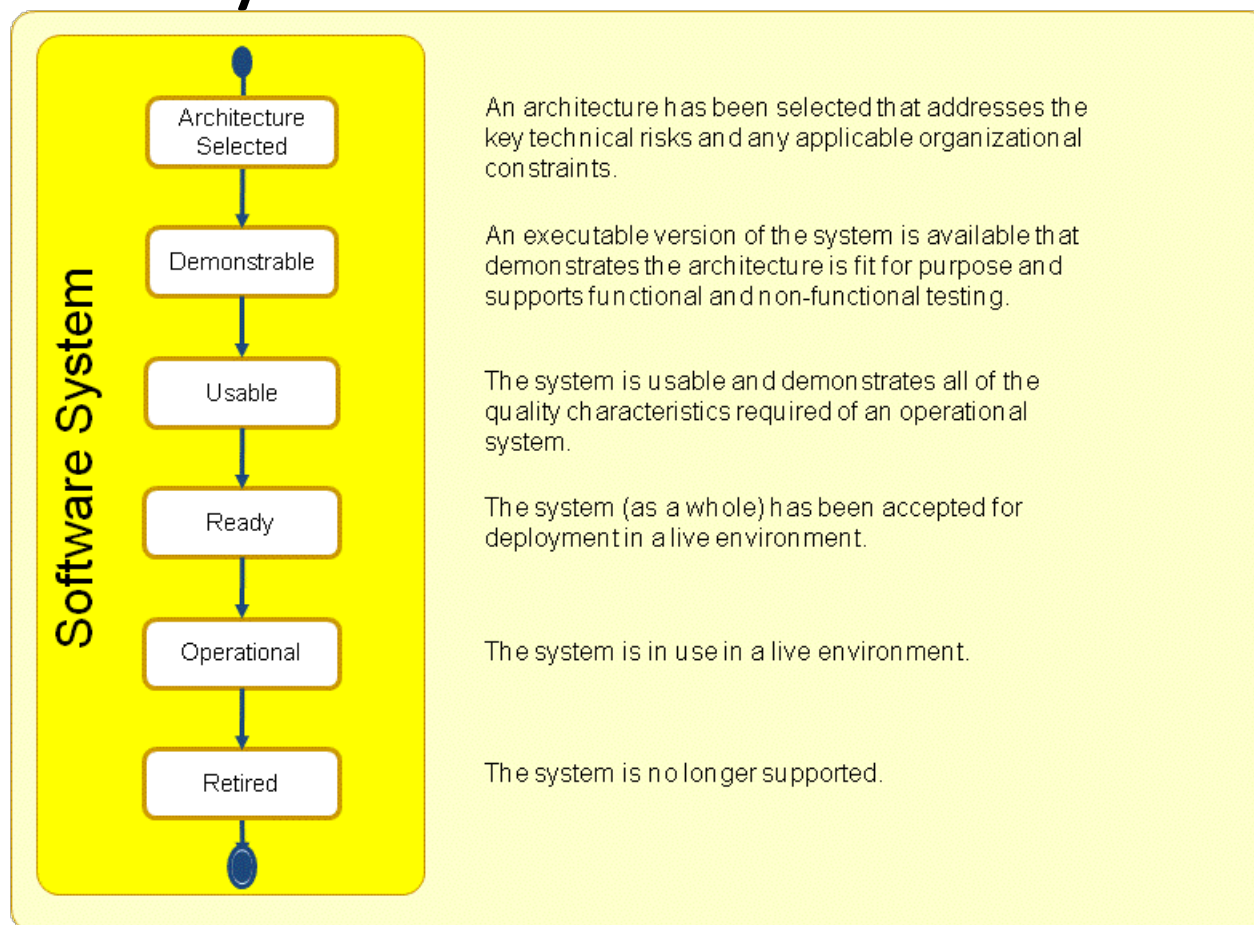 Software System
Architecture
Selected
An architecture has been selected that addresses the
key technical risks and any applicable organizational
constraints.
Demonstrable
An executable version of the system is available that
demonstrates the architecture is fit for purpose and
supports functional and non-functional testing.
Usable
The system is usable and demonstrates all of the
quality characteristics required of an operational
system.
Ready
The system (as a whole) has been accepted for
deployment in a live environment.
Operational
The system is in use in a live environment.
Retired
The system is no longer supported.